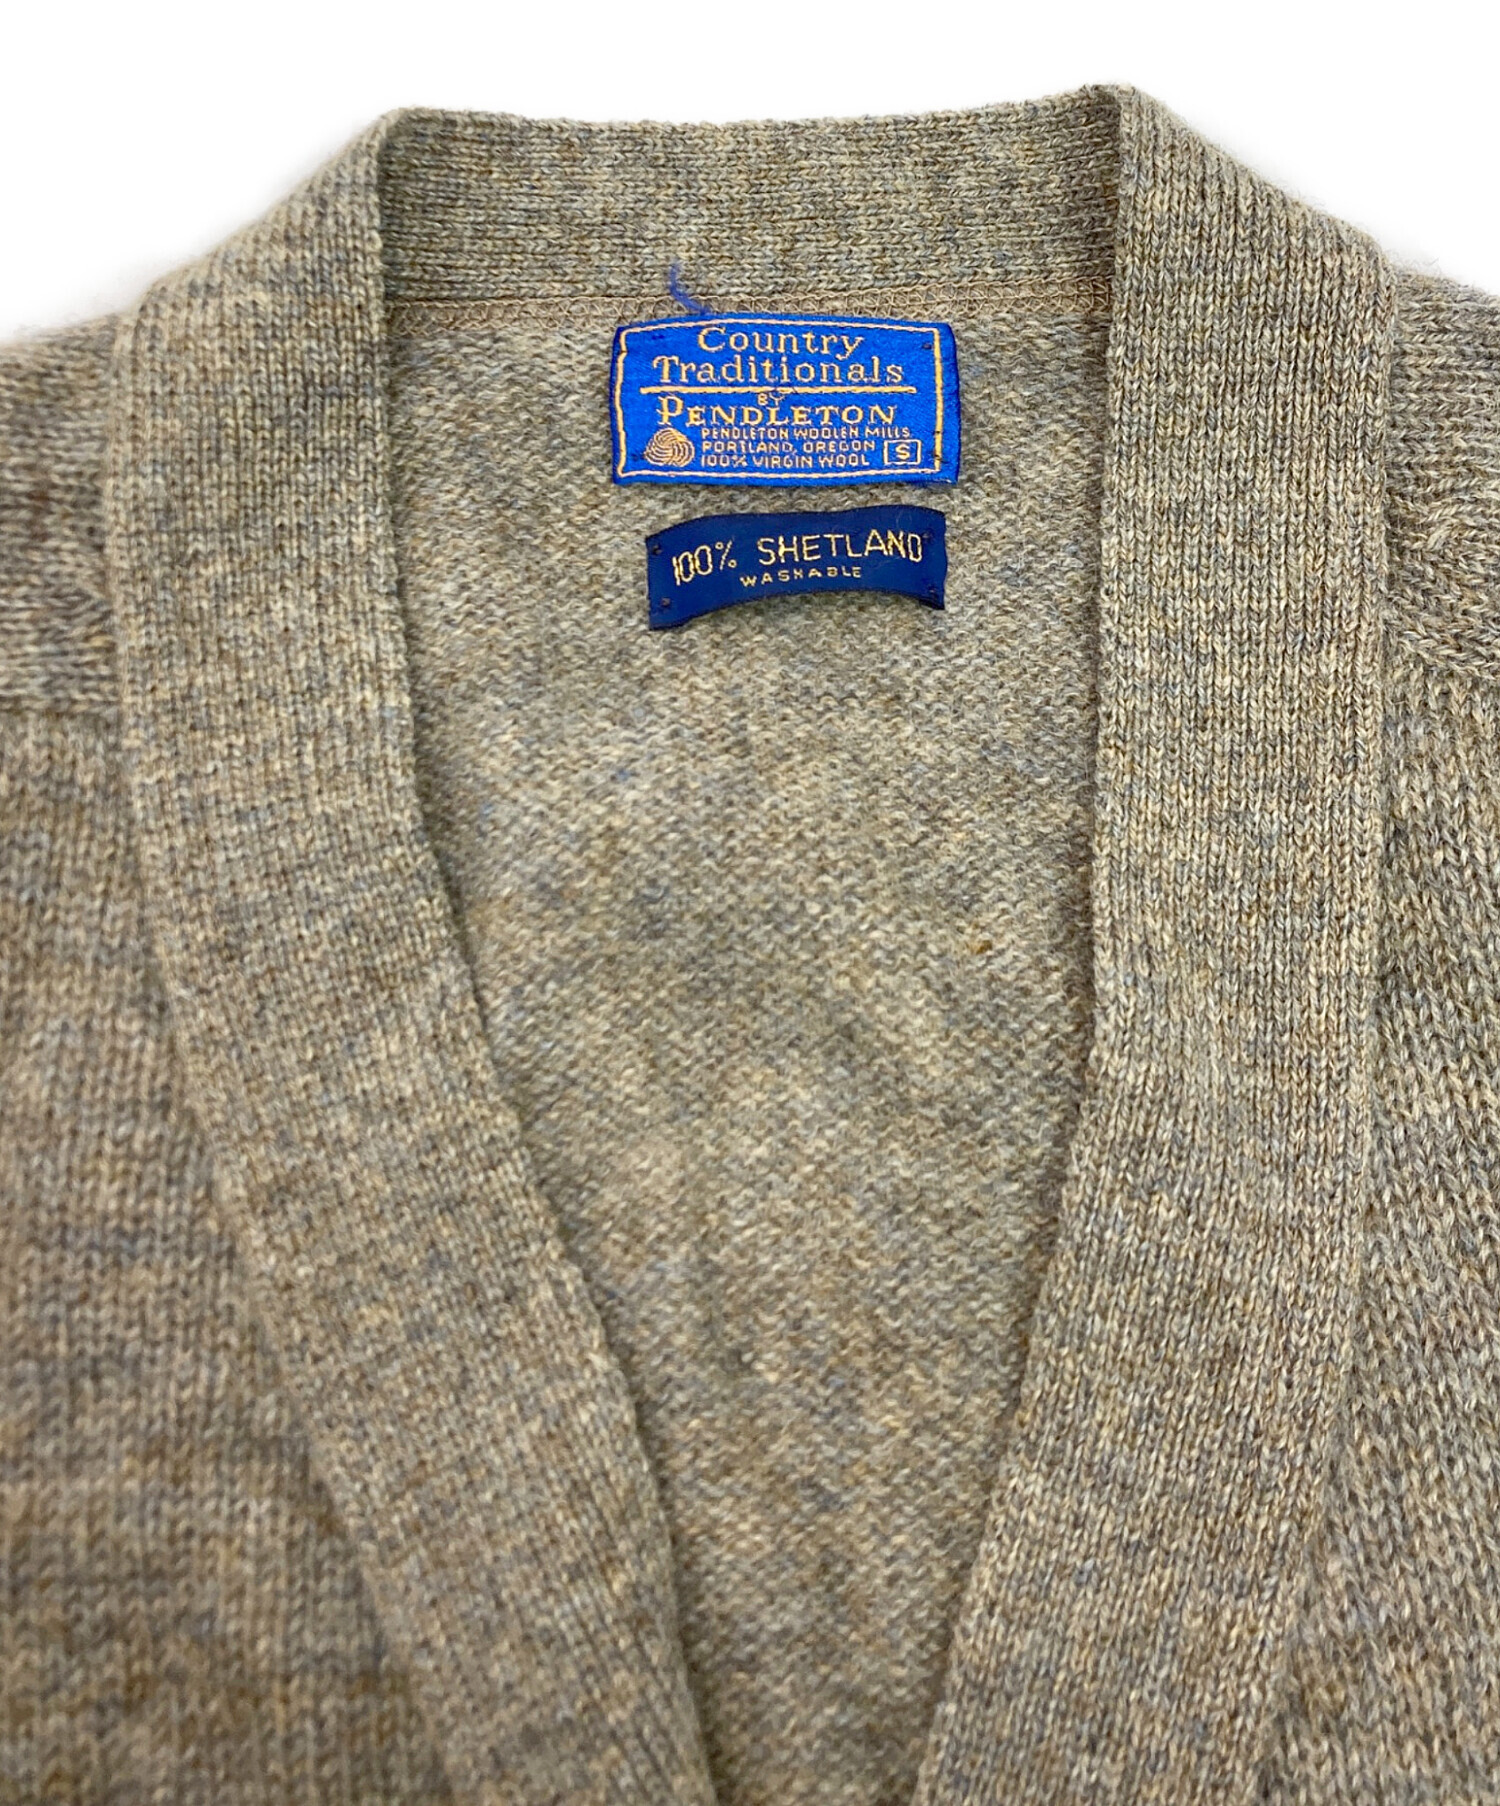 Country
Traditionals
BY
PENDLETON
PENDLETON WOOLEN MILLS
PORTLAND, OREGON
100% VIRGIN WOOL
S
100% SHETLAND
WASHABLE